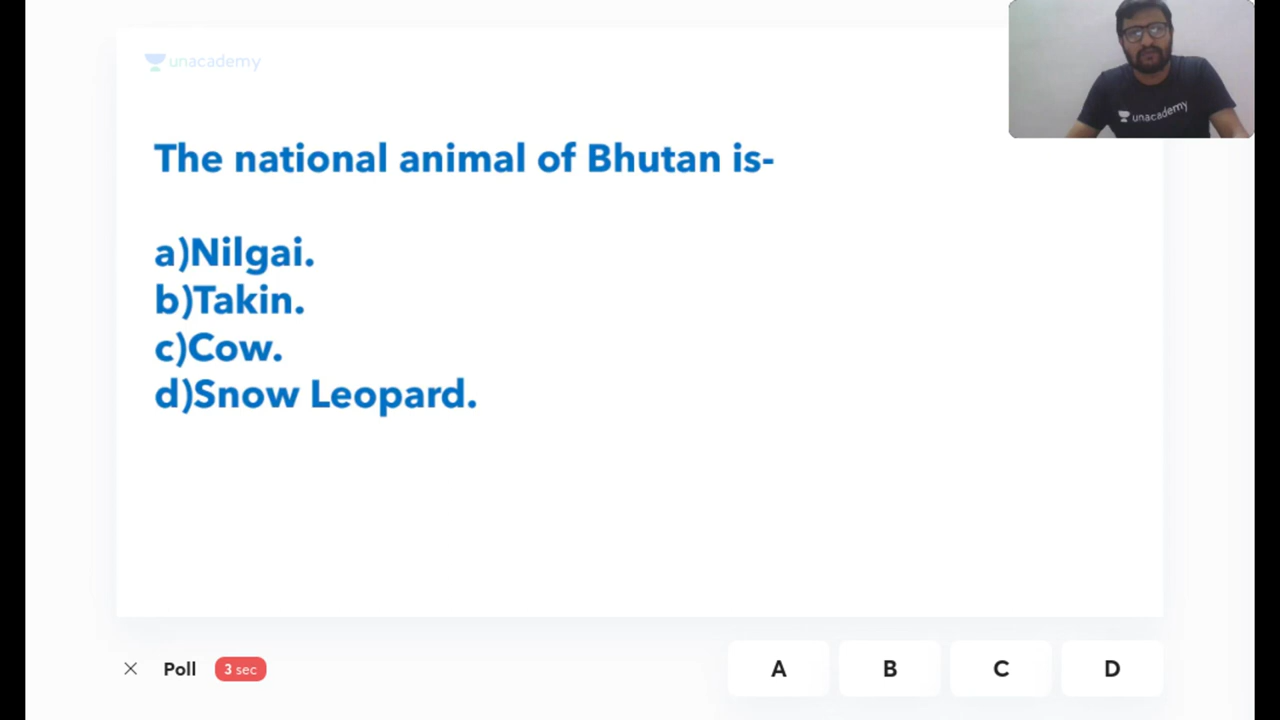 unacademy
unacademy
The national animal of Bhutan is-
a)Nilgai.
b)Takin.
c)Cow.
d)Snow Leopard.
× Poll 3 sec A B C D